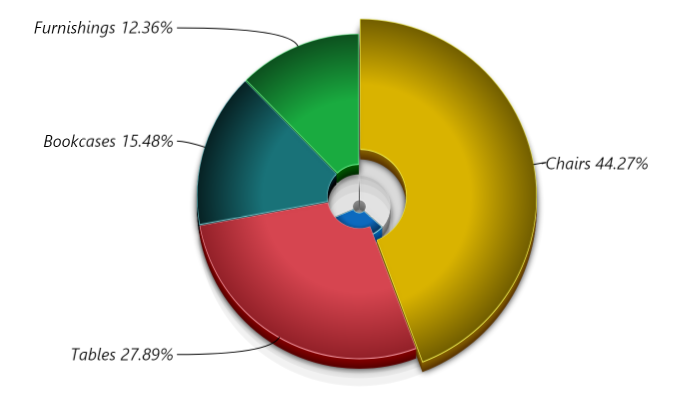 Furnishings 12.36%
Bookcases 15.48%
Chairs 44.27%
Tables 27.89%